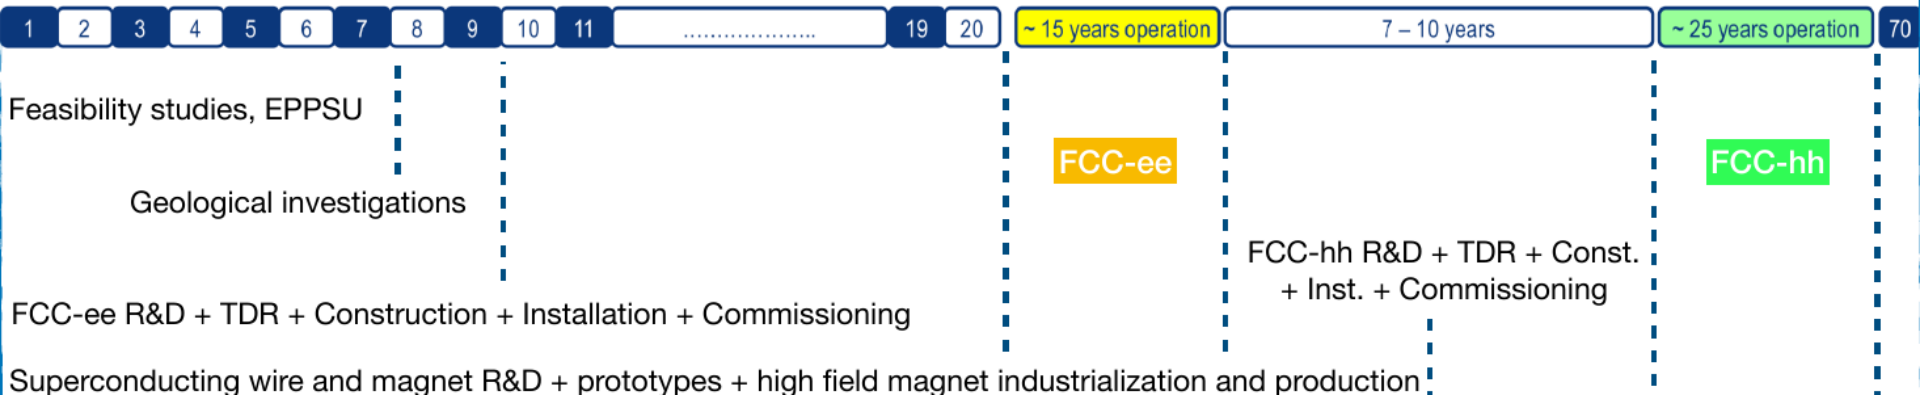 1 2 3 4 5 6 7 8 9 10 11 .................... 19 20 ~ 15 years operation 7 – 10 years ~ 25 years operation 70
Feasibility studies, EPPSU
FCC-ee FCC-hh
Geological investigations
FCC-hh R&D + TDR + Const.
+ Inst. + Commissioning
FCC-ee R&D + TDR + Construction + Installation + Commissioning
Superconducting wire and magnet R&D + prototypes + high field magnet industrialization and production